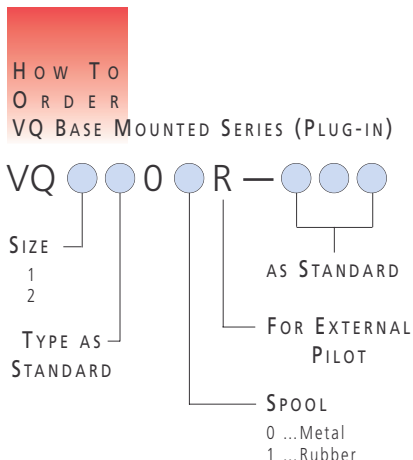 How To
Order
VQ Base Mounted Series (Plug-in)
VQ 0 R —
Size
1
2
as Standard
Type as
Standard
For External
Pilot
Spool
0 ...Metal
1 ...Rubber